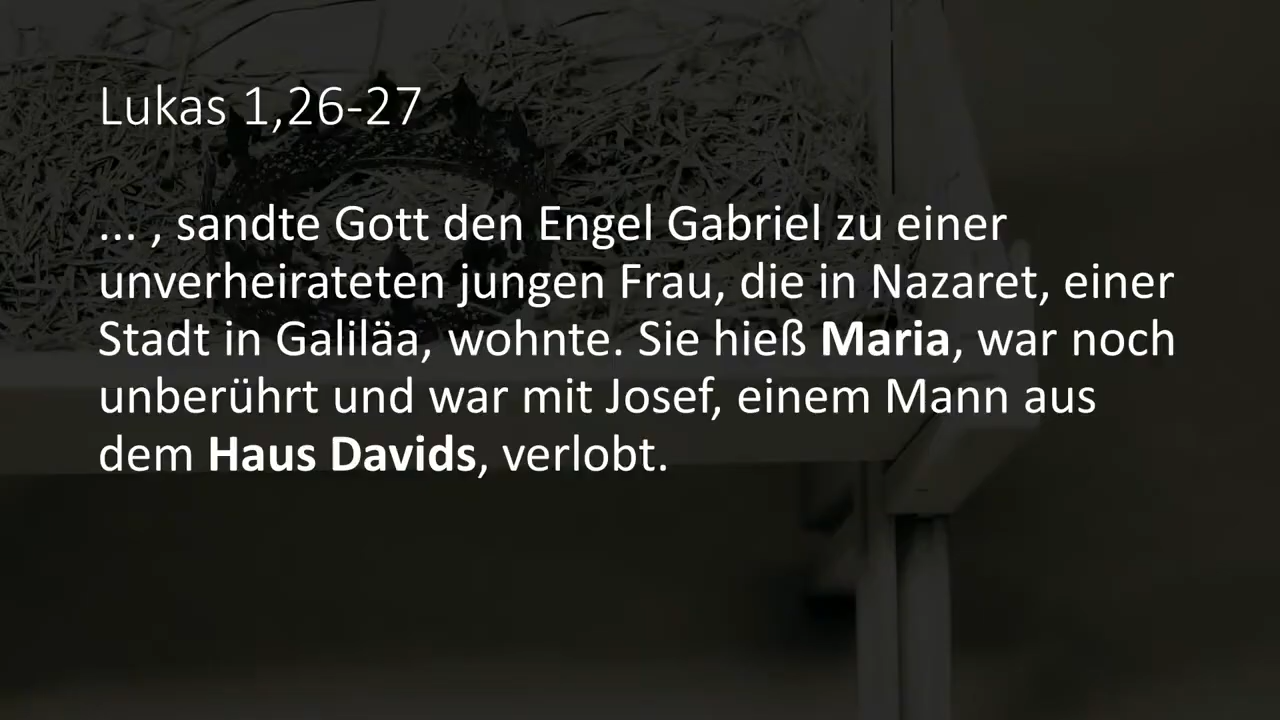 Lukas 1,26-27
... , sandte Gott den Engel Gabriel zu einer
unverheirateten jungen Frau, die in Nazaret, einer
Stadt in Galiläa, wohnte. Sie hieß Maria, war noch
unberührt und war mit Josef, einem Mann aus
dem Haus Davids, verlobt.